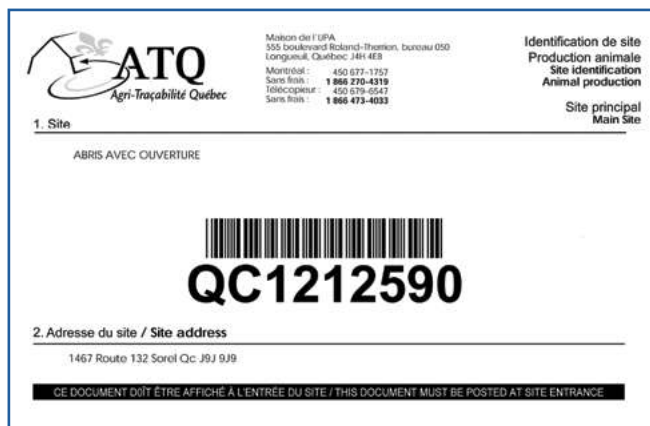 ATQ
Agri-Traçabilité Québec
Maison de l'UPA
555 boulevard Roland-Therrien, bureau 050
Longueuil, Québec J4H 4E8
Montréal : 450 677-1757
Sans frais : 1 866 270-4319
Télécopieur : 450 679-6547
Sans frais : 1 866 473-4033
Identification de site
Production animale
Site identification
Animal production
Site principal
Main Site
1. Site
ABRIS AVEC OUVERTURE
QC1212590
2. Adresse du site / Site address
1467 Route 132 Sorel Qc J9J 9J9
CE DOCUMENT DOÎT ÊTRE AFFICHÉ À L'ENTRÉE DU SITE / THIS DOCUMENT MUST BE POSTED AT SITE ENTRANCE